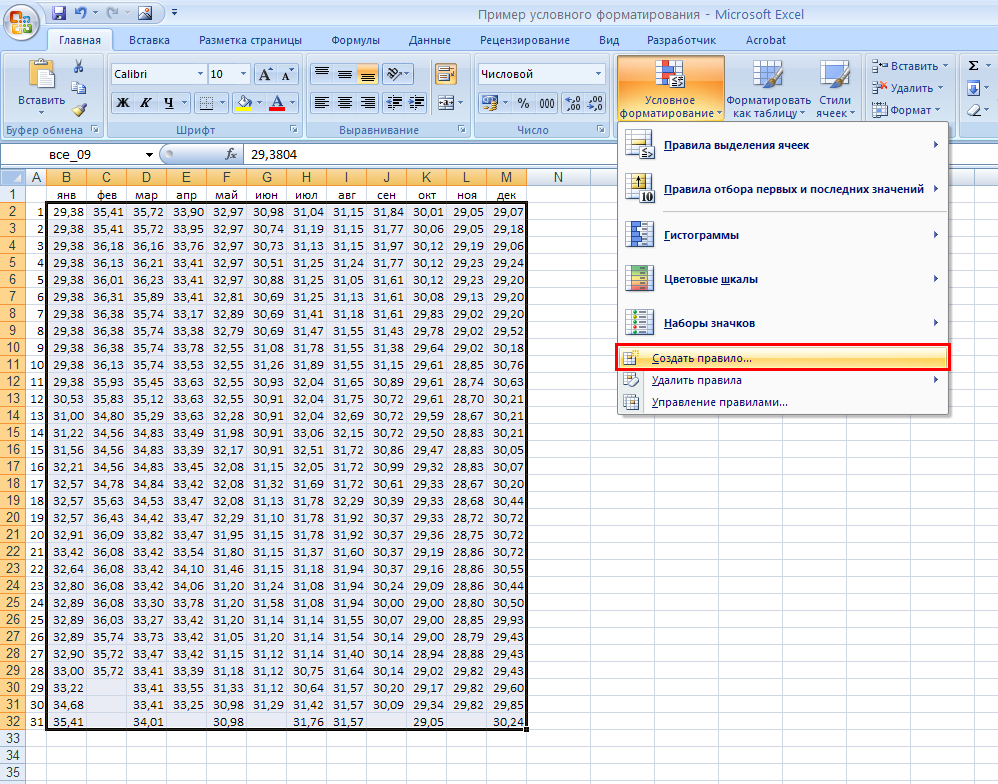 Пример условного форматирования - Microsoft Excel
Главная Вставка Разметка страницы Формулы Данные Рецензирование Вид Разработчик Acrobat
Вставить
Calibri 10 A A
Ж К Ч A
Числовой
% 000
Условное форматирование
Форматировать как таблицу
Стили ячеек
Вставить
Удалить
Формат
Σ
Буфер обмена Шрифт Выравнивание Число
все_09 fx 29,3804
Правила выделения ячеек
Правила отбора первых и последних значений
Гистограммы
Цветовые шкалы
Наборы значков
Создать правило...
Удалить правила
Управление правилами...
A B C D E F G H I J K L M N
1 янв фев мар апр май июн июл авг сен окт ноя дек
2 1 29,38 35,41 35,72 33,90 32,97 30,98 31,04 31,15 31,84 30,01 29,05 29,07
3 2 29,38 35,41 35,72 33,95 32,97 30,74 31,19 31,15 31,77 30,06 29,05 29,18
4 3 29,38 36,18 36,16 33,76 32,97 30,73 31,13 31,15 31,97 30,12 29,19 29,06
5 4 29,38 36,13 36,21 33,41 32,97 30,51 31,25 31,24 31,77 30,12 29,23 29,24
6 5 29,38 36,01 36,23 33,41 32,97 30,88 31,25 31,05 31,61 30,12 29,23 29,20
7 6 29,38 36,31 35,89 33,41 32,81 30,69 31,25 31,13 31,61 30,08 29,13 29,20
8 7 29,38 36,38 35,74 33,17 32,89 30,69 31,41 31,18 31,61 29,83 29,02 29,20
9 8 29,38 36,38 35,74 33,38 32,79 30,69 31,47 31,55 31,43 29,78 29,02 29,52
10 9 29,38 36,38 35,74 33,78 32,55 31,08 31,78 31,55 31,38 29,64 29,02 30,18
11 10 29,38 36,13 35,74 33,53 32,55 31,26 31,89 31,55 31,15 29,61 28,85 30,76
12 11 29,38 35,93 35,45 33,63 32,55 30,93 32,04 31,65 30,89 29,61 28,74 30,63
13 12 30,53 35,83 35,12 33,63 32,55 30,91 32,04 31,75 30,72 29,61 28,70 30,21
14 13 31,00 34,80 35,29 33,63 32,28 30,91 32,04 32,69 30,72 29,59 28,67 30,21
15 14 31,22 34,56 34,83 33,49 31,98 30,91 33,06 32,15 30,72 29,50 28,83 30,21
16 15 31,56 34,56 34,83 33,39 32,17 30,91 32,51 31,72 30,86 29,47 28,83 30,05
17 16 32,21 34,56 34,83 33,45 32,08 31,15 32,05 31,72 30,99 29,32 28,83 30,07
18 17 32,57 34,78 34,84 33,42 32,08 31,32 31,69 31,72 30,61 29,33 28,67 30,20
19 18 32,57 35,63 34,53 33,47 32,08 31,13 31,78 32,29 30,39 29,33 28,68 30,44
20 19 32,57 36,43 34,42 33,47 32,29 31,10 31,78 31,92 30,37 29,33 28,72 30,72
21 20 32,91 36,09 33,82 33,47 31,95 31,15 31,78 31,92 30,37 29,36 28,75 30,72
22 21 33,42 36,08 33,42 33,54 31,80 31,15 31,37 31,60 30,37 29,19 28,86 30,72
23 22 32,64 36,08 33,42 34,10 31,46 31,15 31,18 31,94 30,37 29,16 28,86 30,55
24 23 32,80 36,08 33,42 34,06 31,20 31,24 31,08 31,94 30,24 29,09 28,86 30,44
25 24 32,89 36,08 33,30 33,78 31,20 31,58 31,08 31,94 30,00 29,00 28,80 30,50
26 25 32,89 36,03 33,27 33,42 31,20 31,14 31,14 31,55 30,07 29,00 28,85 29,93
27 26 32,89 35,74 33,73 33,42 31,05 31,20 31,14 31,54 30,14 29,00 28,79 29,43
28 27 32,90 35,72 33,47 33,42 31,15 31,12 31,14 31,40 30,14 28,94 28,88 29,43
29 28 33,00 35,72 33,41 33,39 31,18 31,12 30,75 31,64 30,14 29,02 29,82 29,43
30 29 33,22 33,41 33,55 31,33 31,12 30,64 31,57 30,20 29,17 29,82 29,60
31 30 34,68 33,41 33,25 30,98 31,29 31,42 31,57 30,09 29,34 29,82 29,85
32 31 35,41 34,01 30,98 31,76 31,57 29,05 30,24
33
34
35